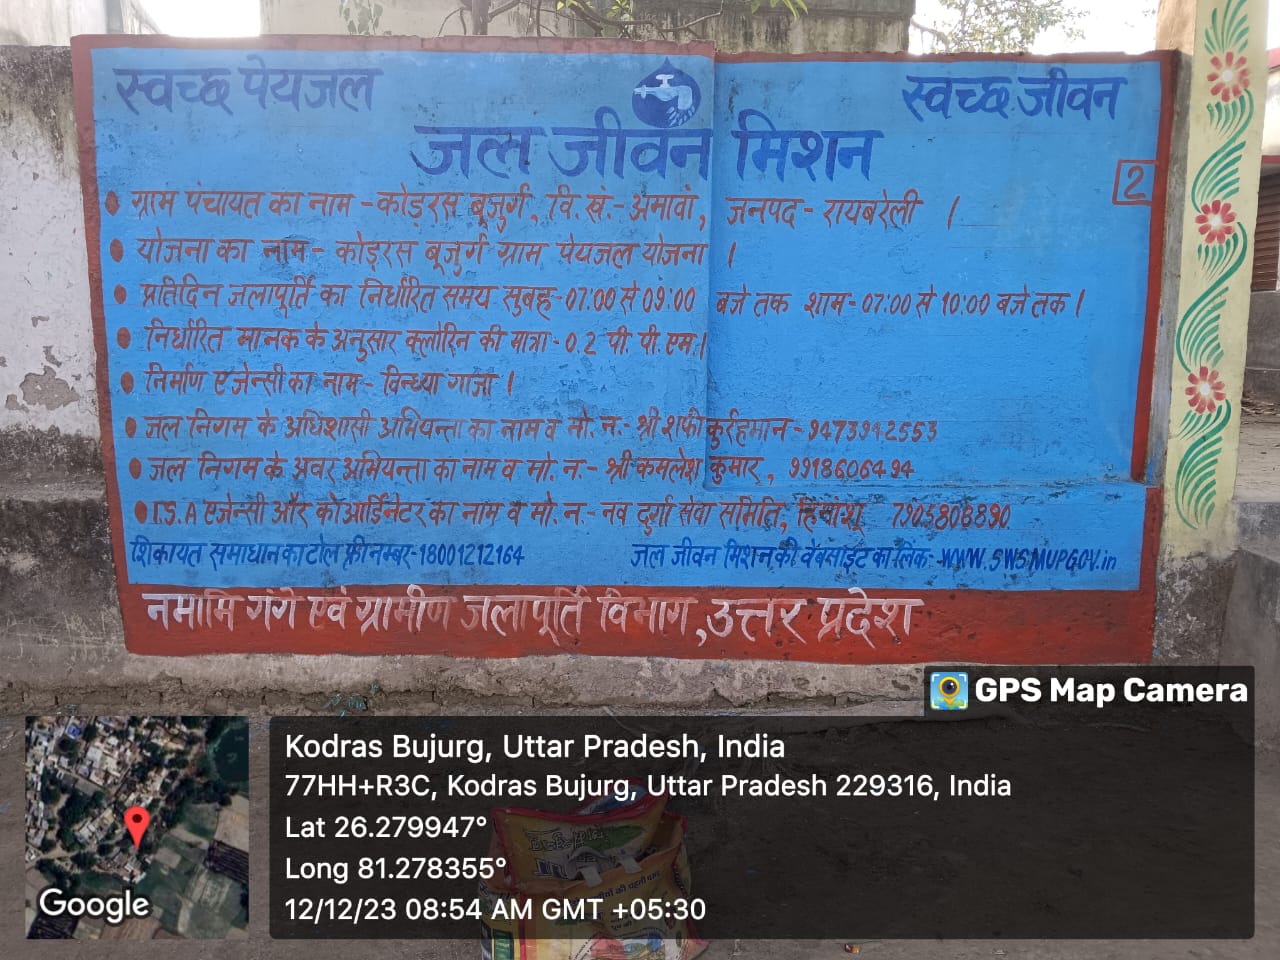 स्वच्छ पेयजल
स्वच्छ जीवन
जल जीवन मिशन
2
• ग्राम पंचायत का नाम - कोड़रस बूजुर्ग, वि. खं.- अमावां, जनपद - रायबरेली ।
• योजना का नाम - कोड्रस बूजुर्ग ग्राम पेयजल योजना ।
• प्रतिदिन जलापूर्ति का निर्धारित समय सुबह - 07:00 से 09:00 बजे तक शाम - 07:00 से 10:00 बजे तक ।
• निर्धारित मानक के अनुसार क्लोरिन की मात्रा - 0.2 पी. पी. एम. ।
• निर्माण एजेन्सी का नाम - विन्ध्या गाजा ।
• जल निगम के अधिशासी अभियन्ता का नाम व मो. न. - श्री शफीकुर्रहमान - 9473942553
• जल निगम के अवर अभियन्ता का नाम व मो. न. - श्री कमलेश कुमार, 9918606494
• I.S.A एजेन्सी और कोआर्डिनेटर का नाम व मो. न. - नव दुर्गा सेवा समिति, हिमांशू 7905808890
शिकायत समाधान का टोल फ्री नम्बर - 18001212164
जल जीवन मिशन की वेबसाइट का लिंक - WWW.SWSMUPGOV.in
नमामि गंगे एवं ग्रामीण जलापूर्ति विभाग, उत्तर प्रदेश
GPS Map Camera
Kodras Bujurg, Uttar Pradesh, India
77HH+R3C, Kodras Bujurg, Uttar Pradesh 229316, India
Lat 26.279947°
Long 81.278355°
12/12/23 08:54 AM GMT +05:30
Google